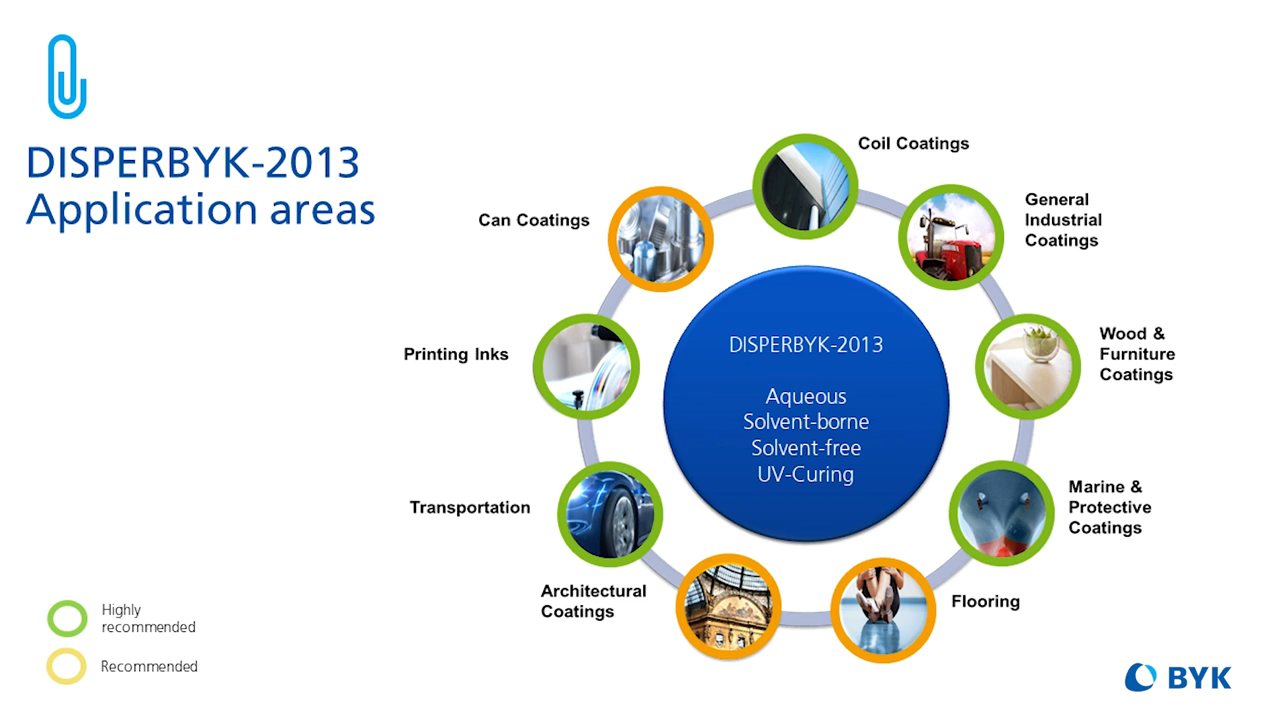 DISPERBYK-2013
Application areas
Coil Coatings
General
Industrial
Coatings
Can Coatings
Wood &
Furniture
Coatings
Printing Inks
DISPERBYK-2013
Aqueous
Solvent-borne
Solvent-free
UV-Curing
Marine &
Protective
Coatings
Transportation
Architectural
Coatings
Flooring
Highly
recommended
Recommended
BYK